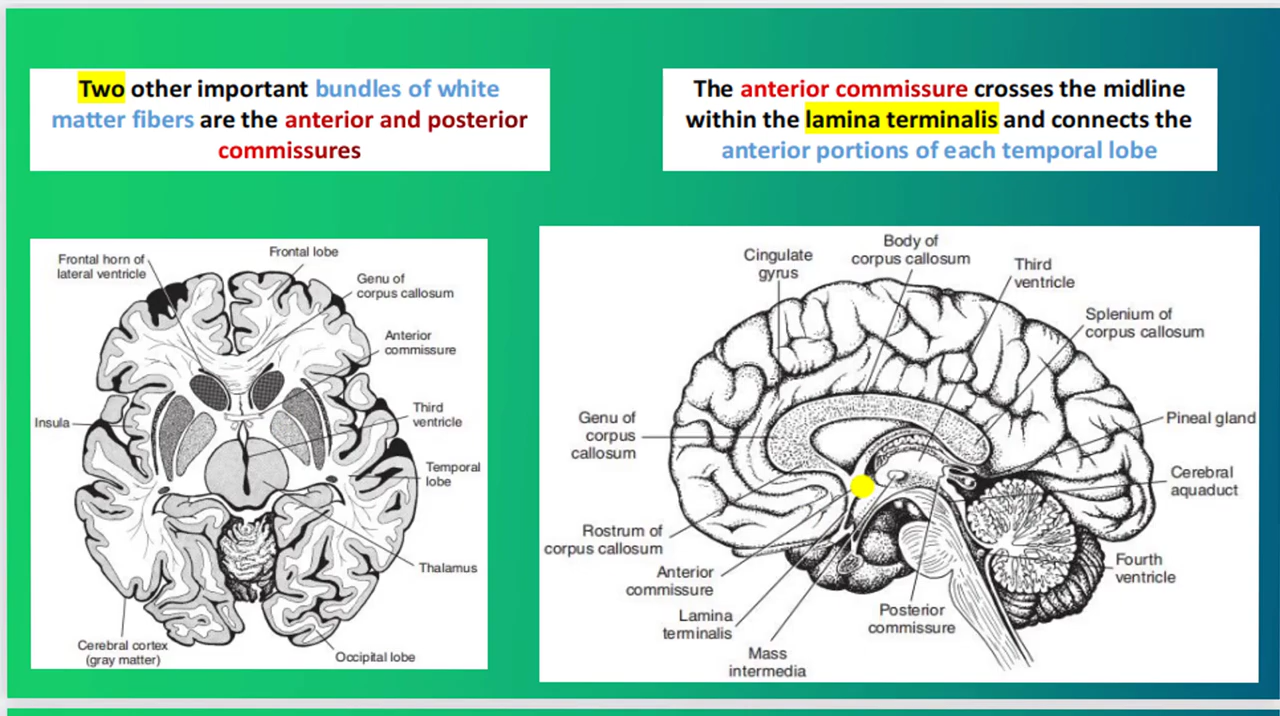 Two other important bundles of white
matter fibers are the anterior and posterior
commissures
The anterior commissure crosses the midline
within the lamina terminalis and connects the
anterior portions of each temporal lobe
Frontal horn of
lateral ventricle
Frontal lobe
Genu of
corpus callosum
Anterior
commissure
Insula
Third
ventricle
Temporal
lobe
Thalamus
Cerebral cortex
(gray matter)
Occipital lobe
Cingulate
gyrus
Body of
corpus callosum
Third
ventricle
Splenium of
corpus callosum
Genu of
corpus
callosum
Pineal gland
Cerebral
aquaduct
Rostrum of
corpus callosum
Anterior
commissure
Fourth
ventricle
Lamina
terminalis
Posterior
commissure
Mass
intermedia